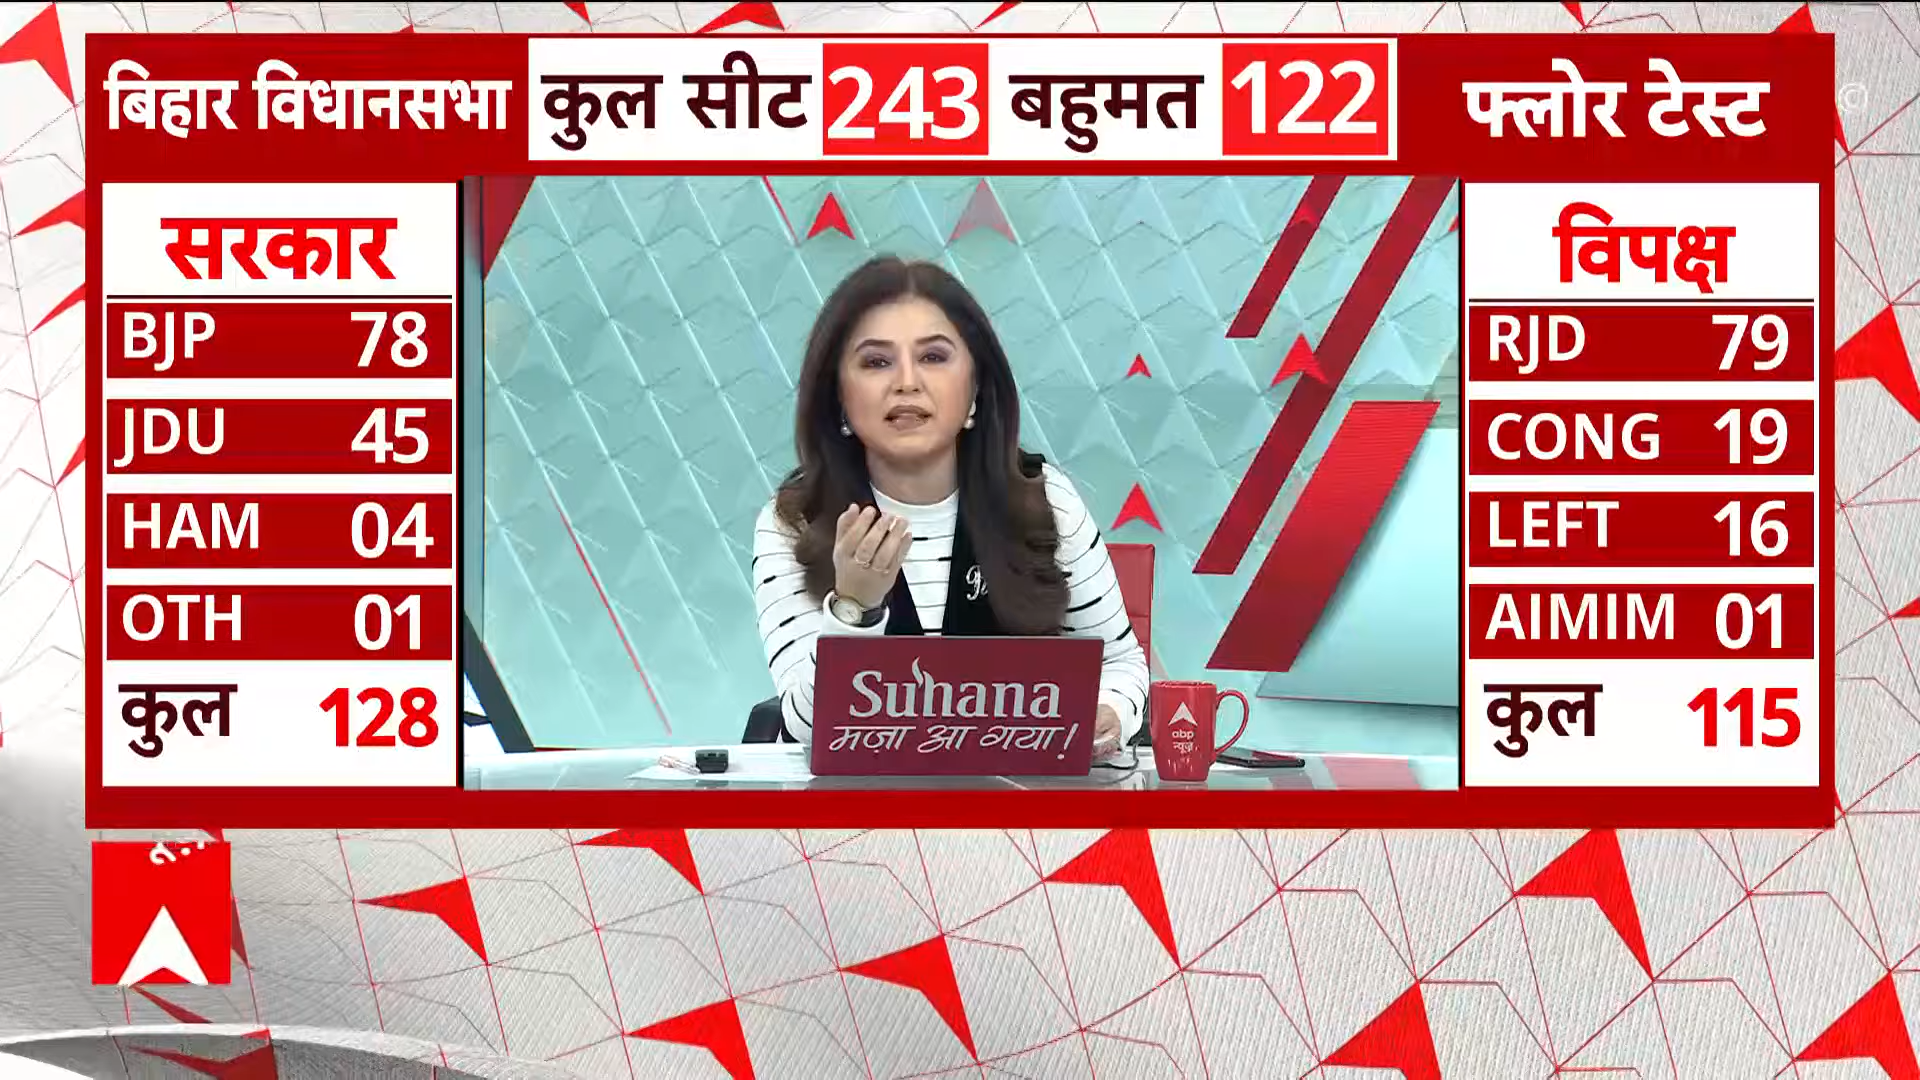 बिहार विधानसभा
कुल सीट 243 बहुमत 122
फ्लोर टेस्ट
सरकार
BJP 78
JDU 45
HAM 04
OTH 01
कुल 128
विपक्ष
RJD 79
CONG 19
LEFT 16
AIMIM 01
कुल 115
Suhana
मज़ा आ गया!
abp
न्यूज़